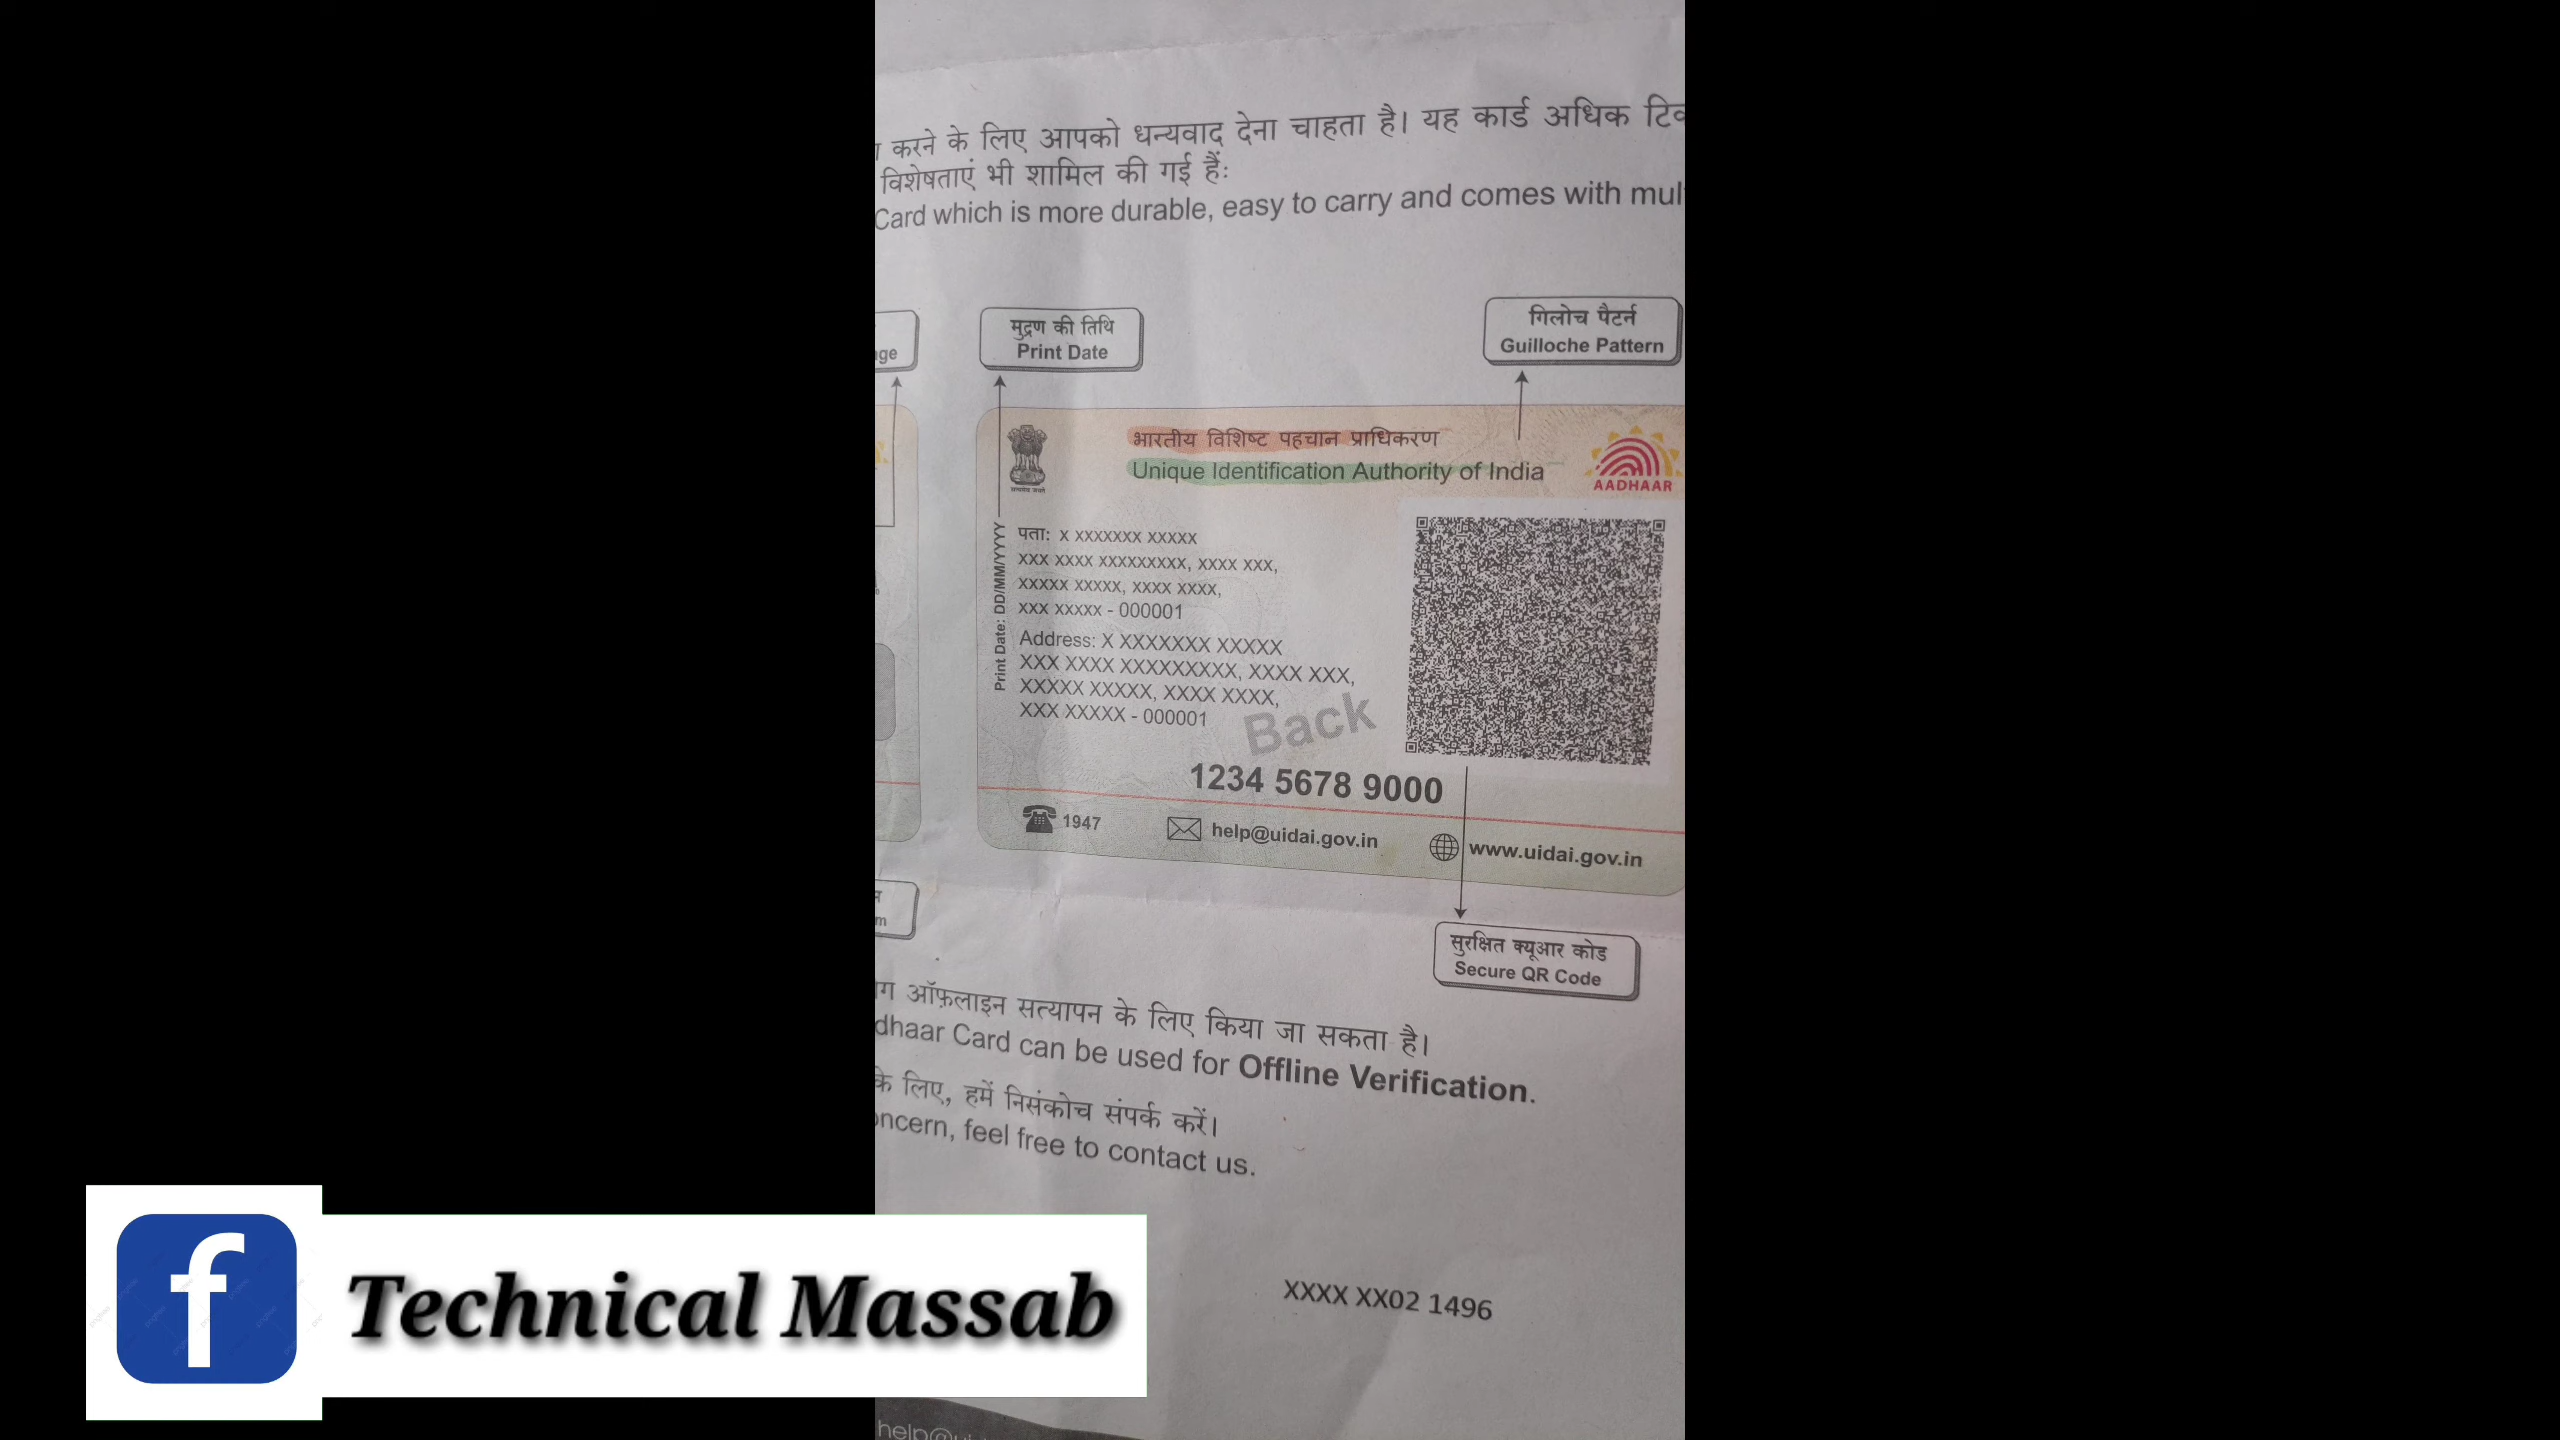 करने के लिए आपको धन्यवाद देना चाहता है। यह कार्ड अधिक
विशेषताएं भी शामिल की गई हैं:
Card which is more durable, easy to carry and comes with
मुद्रण की तिथि
Print Date
गिलोच पैटर्न
Guilloche Pattern
भारतीय विशिष्ट पहचान प्राधिकरण
Unique Identification Authority of India
सत्यमेव जयते
AADHAAR
Print Date: DD/MM/YYYY
पता: X XXXXXXX XXXXX
XXX XXXX XXXXXXXXX, XXXX XXX,
XXXXX XXXXX, XXXX XXXX,
XXX XXXXX - 000001
Address: X XXXXXXX XXXXX
XXX XXXX XXXXXXXXX, XXXX XXX,
XXXXX XXXXX, XXXX XXXX,
XXX XXXXX - 000001
Back
1234 5678 9000
1947
help@uidai.gov.in
www.uidai.gov.in
सुरक्षित क्यूआर कोड
Secure QR Code
ऑफ़लाइन सत्यापन के लिए किया जा सकता है।
dhaar Card can be used for Offline Verification.
के लिए, हमें निसंकोच संपर्क करें।
oncern, feel free to contact us.
XXXX XX02 1496
f
Technical Massab